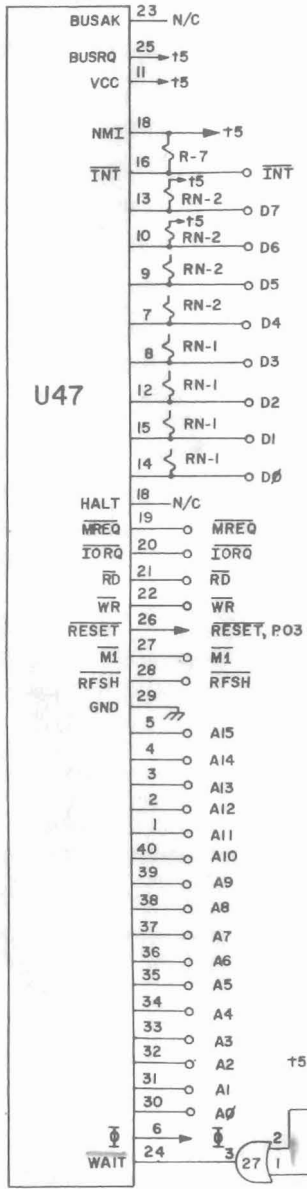 23
BUSAK N/C
25
BUSRQ +5
11
VCC +5
18
NMI +5
R-7
16
INT INT
+5
13 RN-2
D7
+5
10 RN-2
D6
9 RN-2
D5
7 RN-2
D4
8 RN-1
D3
12 RN-1
D2
U47
15 RN-1
D1
14 RN-1
DØ
18
HALT N/C
19
MREQ MREQ
20
IORQ IORQ
21
RD RD
22
WR WR
26
RESET RESET, P.O3
27
M1 M1
28
RFSH RFSH
29
GND
5
A15
4
A14
3
A13
2
A12
1
A11
40
A10
39
A9
38
A8
37
A7
36
A6
35
A5
34
A4
33
A3
32
A2
31
A1
+5
30
AØ
6
Φ Φ
24 3 27 2
WAIT 1